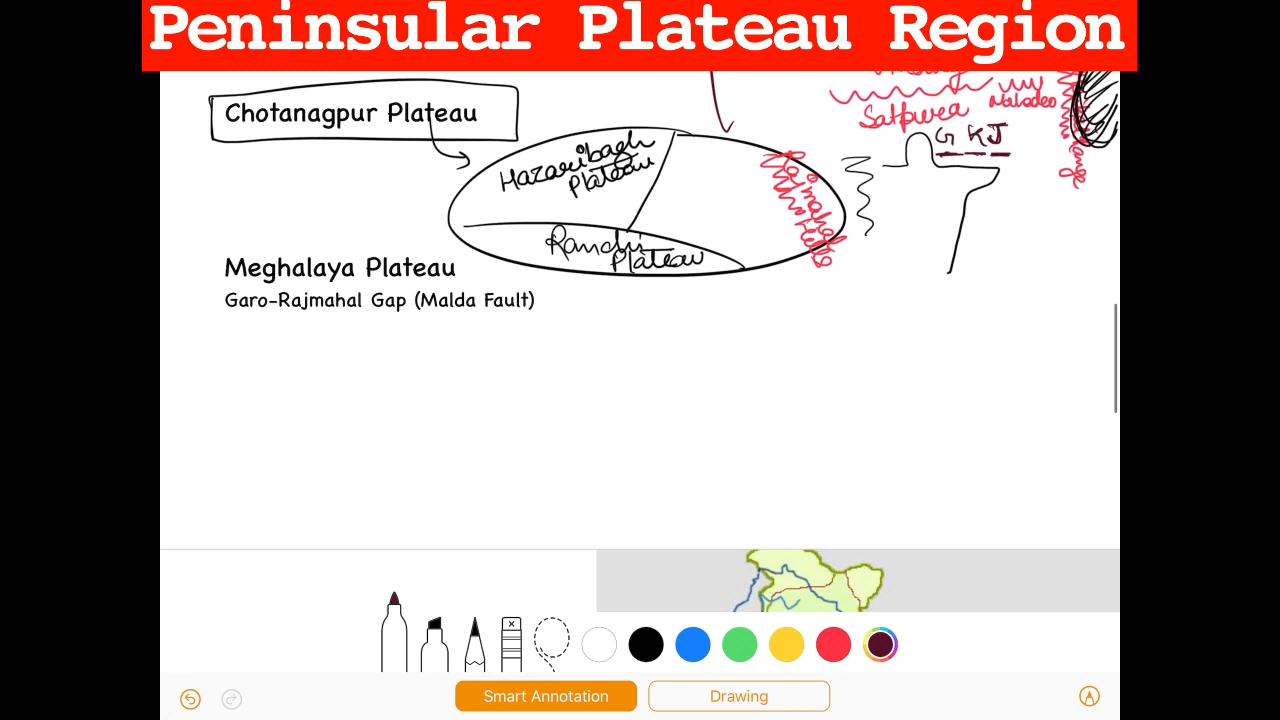 Peninsular Plateau Region
Satpura
Mahadeo
G K J
Chotanagpur Plateau
Hazaribagh
Plateau
Rajmahal
Hills
Ranchi
Plateau
Meghalaya Plateau
Garo-Rajmahal Gap (Malda Fault)
Smart Annotation
Drawing